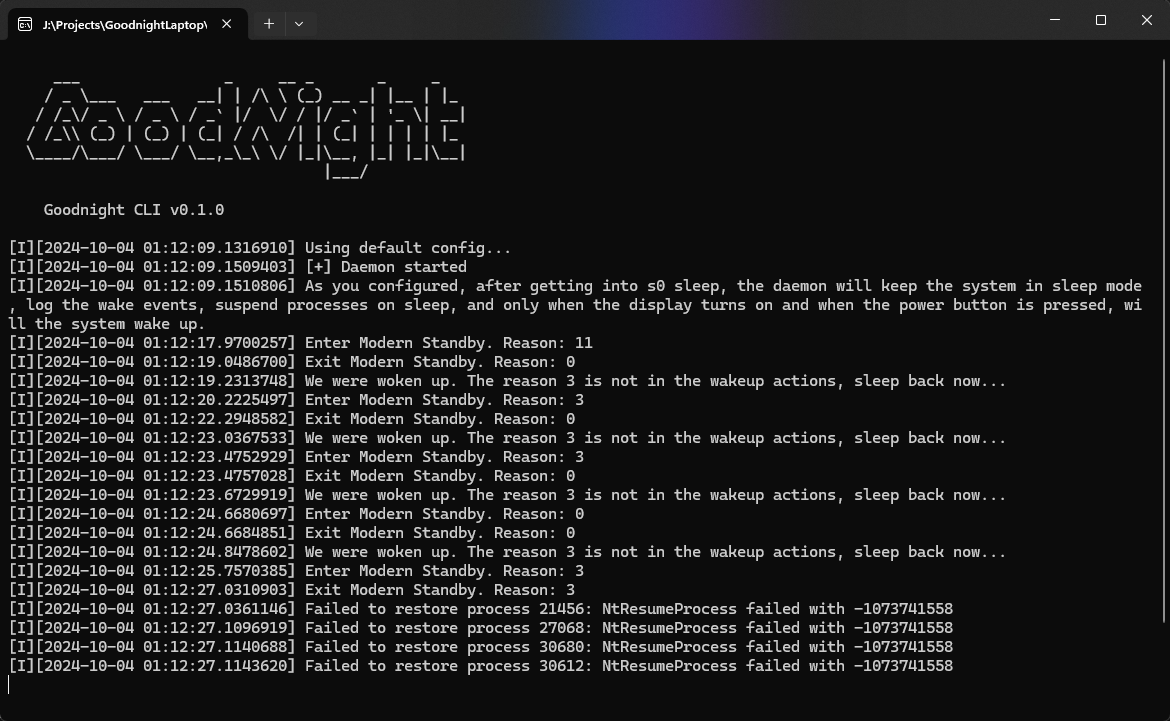 J:\Projects\GoodnightLaptop\
GoodNight
Goodnight CLI v0.1.0
[I][2024-10-04 01:12:09.1316910] Using default config...
[I][2024-10-04 01:12:09.1509403] [+] Daemon started
[I][2024-10-04 01:12:09.1510806] As you configured, after getting into s0 sleep, the daemon will keep the system in sleep mode
, log the wake events, suspend processes on sleep, and only when the display turns on and when the power button is pressed, wi
ll the system wake up.
[I][2024-10-04 01:12:17.9700257] Enter Modern Standby. Reason: 11
[I][2024-10-04 01:12:19.0486700] Exit Modern Standby. Reason: 0
[I][2024-10-04 01:12:19.2313748] We were woken up. The reason 3 is not in the wakeup actions, sleep back now...
[I][2024-10-04 01:12:20.2225497] Enter Modern Standby. Reason: 3
[I][2024-10-04 01:12:22.2948582] Exit Modern Standby. Reason: 0
[I][2024-10-04 01:12:23.0367533] We were woken up. The reason 3 is not in the wakeup actions, sleep back now...
[I][2024-10-04 01:12:23.4752929] Enter Modern Standby. Reason: 3
[I][2024-10-04 01:12:23.4757028] Exit Modern Standby. Reason: 0
[I][2024-10-04 01:12:23.6729919] We were woken up. The reason 3 is not in the wakeup actions, sleep back now...
[I][2024-10-04 01:12:24.6680697] Enter Modern Standby. Reason: 0
[I][2024-10-04 01:12:24.6684851] Exit Modern Standby. Reason: 0
[I][2024-10-04 01:12:24.8478602] We were woken up. The reason 3 is not in the wakeup actions, sleep back now...
[I][2024-10-04 01:12:25.7570385] Enter Modern Standby. Reason: 3
[I][2024-10-04 01:12:27.0310903] Exit Modern Standby. Reason: 3
[I][2024-10-04 01:12:27.0361146] Failed to restore process 21456: NtResumeProcess failed with -1073741558
[I][2024-10-04 01:12:27.1096919] Failed to restore process 27068: NtResumeProcess failed with -1073741558
[I][2024-10-04 01:12:27.1140688] Failed to restore process 30680: NtResumeProcess failed with -1073741558
[I][2024-10-04 01:12:27.1143620] Failed to restore process 30612: NtResumeProcess failed with -1073741558